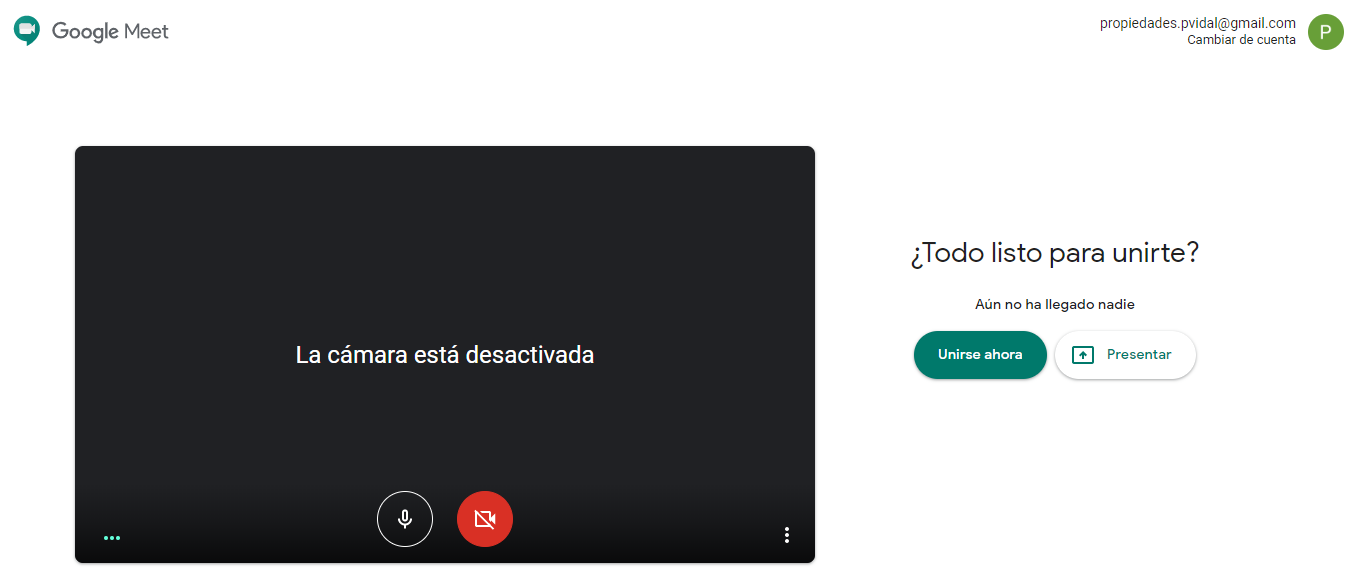 Google Meet
propiedades.pvidal@gmail.com
Cambiar de cuenta
P
La cámara está desactivada
¿Todo listo para unirte?
Aún no ha llegado nadie
Unirse ahora
Presentar